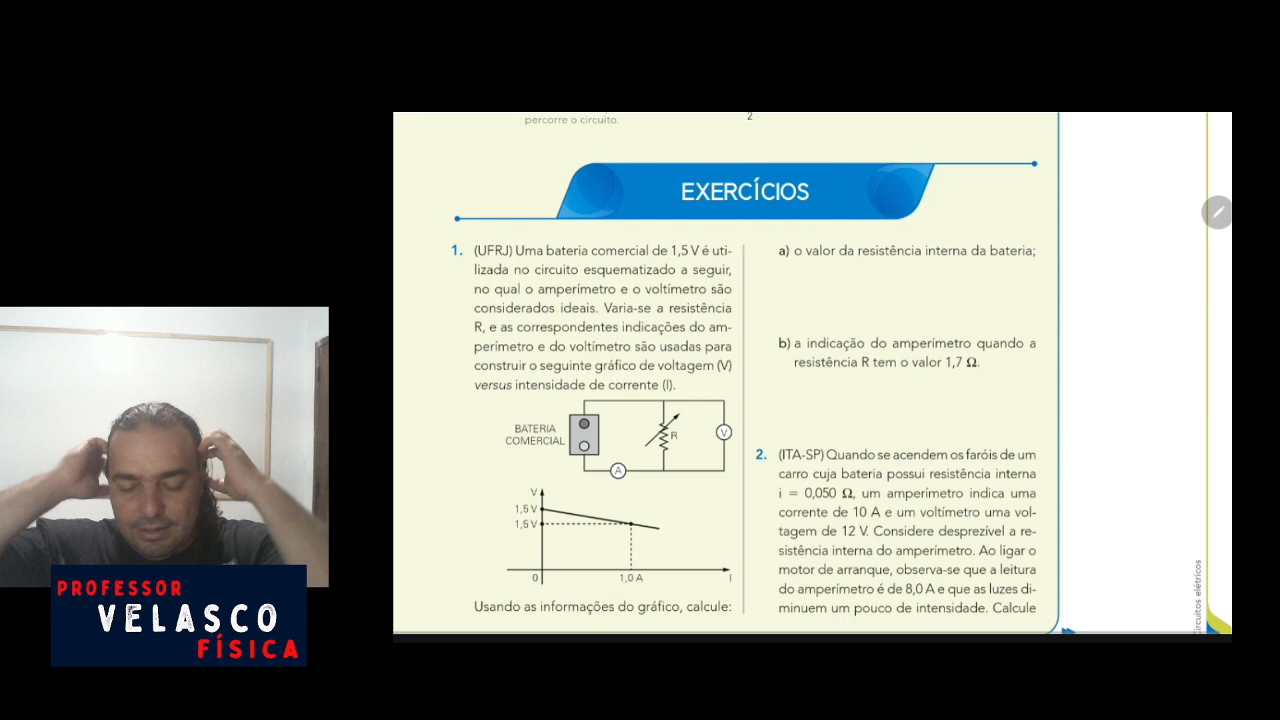 percorre o circuito.
2
EXERCÍCIOS
1. (UFRJ) Uma bateria comercial de 1,5 V é uti-
lizada no circuito esquematizado a seguir,
no qual o amperímetro e o voltímetro são
considerados ideais. Varia-se a resistência
R, e as correspondentes indicações do am-
perímetro e do voltímetro são usadas para
construir o seguinte gráfico de voltagem (V)
versus intensidade de corrente (I).
BATERIA
COMERCIAL
R
V
A
V
1,5 V
1,5 V
0
1,0 A
I
Usando as informações do gráfico, calcule:
a) o valor da resistência interna da bateria;
b) a indicação do amperímetro quando a
resistência R tem o valor 1,7 Ω.
2. (ITA-SP) Quando se acendem os faróis de um
carro cuja bateria possui resistência interna
i = 0,050 Ω, um amperímetro indica uma
corrente de 10 A e um voltímetro uma vol-
tagem de 12 V. Considere desprezível a re-
sistência interna do amperímetro. Ao ligar o
motor de arranque, observa-se que a leitura
do amperímetro é de 8,0 A e que as luzes di-
minuem um pouco de intensidade. Calcule
Circuitos elétricos
PROFESSOR
VELASCO
FÍSICA